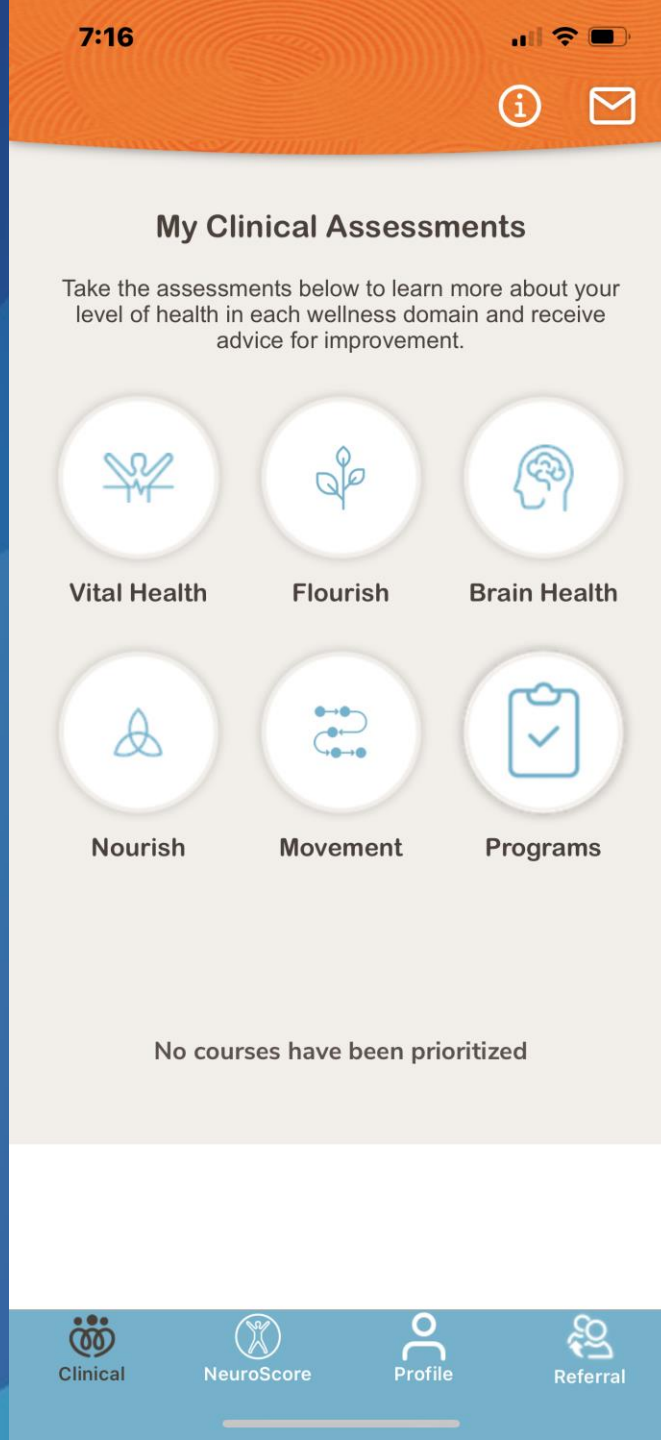 7:16
My Clinical Assessments
Take the assessments below to learn more about your
level of health in each wellness domain and receive
advice for improvement.
Vital Health
Flourish
Brain Health
Nourish
Movement
Programs
No courses have been prioritized
Clinical
NeuroScore
Profile
Referral